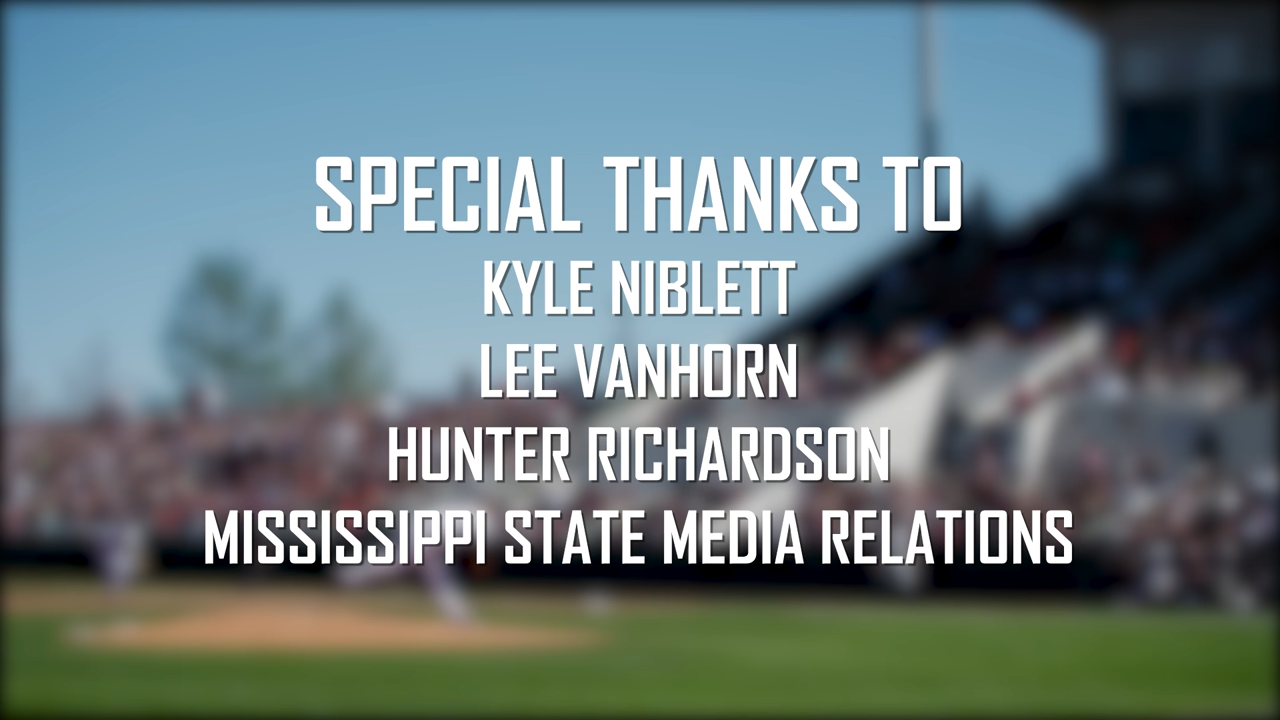 SPECIAL THANKS TO
KYLE NIBLETT
LEE VANHORN
HUNTER RICHARDSON
MISSISSIPPI STATE MEDIA RELATIONS